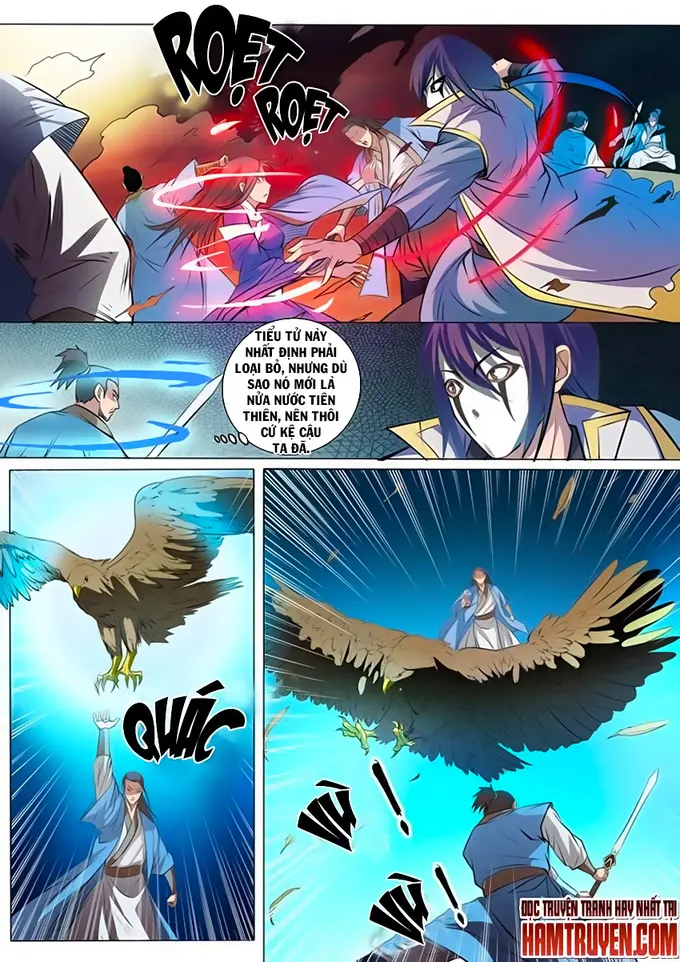 ROẸT
ROẸT
TIỂU TỬ NÀY
NHẤT ĐỊNH PHẢI
LOẠI BỎ, NHƯNG DÙ
SAO NÓ MỚI LÀ
NỬA NƯỚC TIÊN
THIÊN, NÊN THÔI
CỨ KỆ CẬU
TA ĐÃ.
QUÁC
VÙ!
VÙ!
ĐỌC TRUYỆN TRANH HAY NHẤT TẠI
HAMTRUYEN.COM